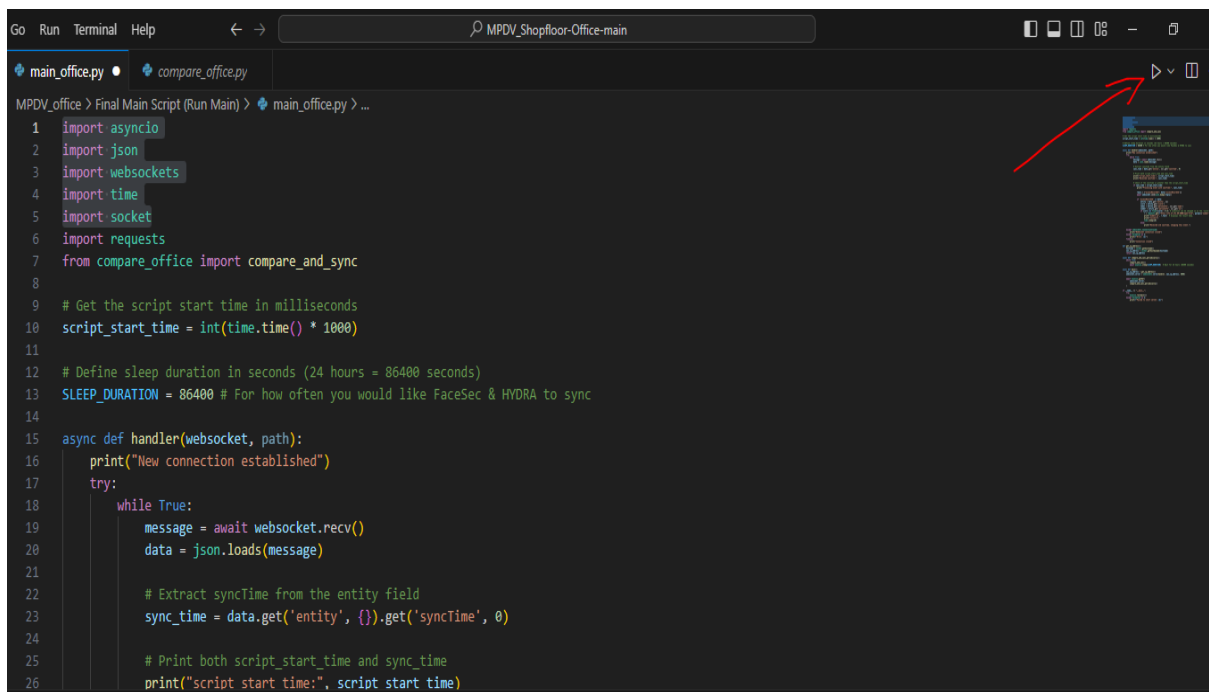 Go Run Terminal Help MPDV_Shopfloor-Office-main
main_office.py compare_office.py
MPDV_office > Final Main Script (Run Main) > main_office.py > ...
1 import asyncio
2 import json
3 import websockets
4 import time
5 import socket
6 import requests
7 from compare_office import compare_and_sync
8
9 # Get the script start time in milliseconds
10 script_start_time = int(time.time() * 1000)
11
12 # Define sleep duration in seconds (24 hours = 86400 seconds)
13 SLEEP_DURATION = 86400 # For how often you would like FaceSec & HYDRA to sync
14
15 async def handler(websocket, path):
16 print("New connection established")
17 try:
18 while True:
19 message = await websocket.recv()
20 data = json.loads(message)
21
22 # Extract syncTime from the entity field
23 sync_time = data.get('entity', {}).get('syncTime', 0)
24
25 # Print both script_start_time and sync_time
26 print("script start time:", script_start_time)